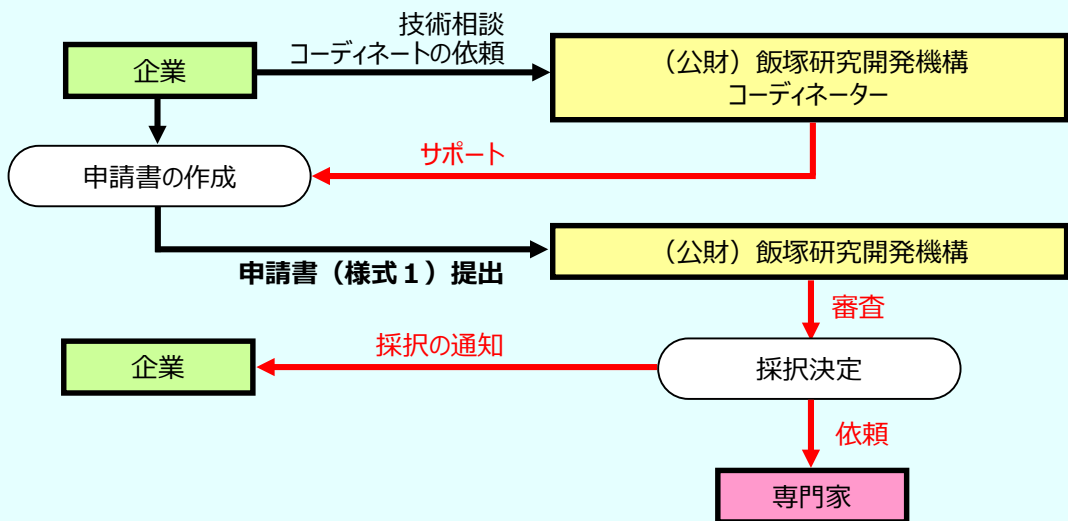 技術相談
コーディネートの依頼
企業
（公財）飯塚研究開発機構
コーディネーター
サポート
申請書の作成
申請書（様式１）提出
（公財）飯塚研究開発機構
審査
採択の通知
企業
採択決定
依頼
専門家